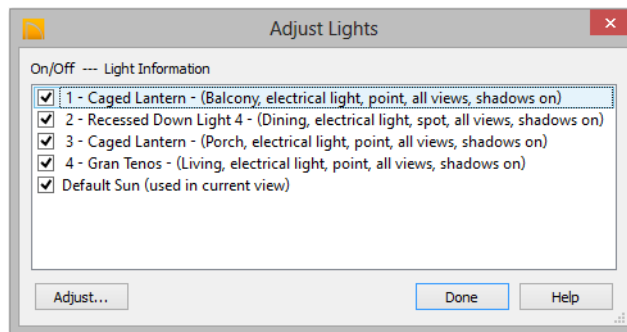 Adjust Lights
On/Off --- Light Information
1 - Caged Lantern - (Balcony, electrical light, point, all views, shadows on)
2 - Recessed Down Light 4 - (Dining, electrical light, spot, all views, shadows on)
3 - Caged Lantern - (Porch, electrical light, point, all views, shadows on)
4 - Gran Tenos - (Living, electrical light, point, all views, shadows on)
Default Sun (used in current view)
Adjust... Done Help